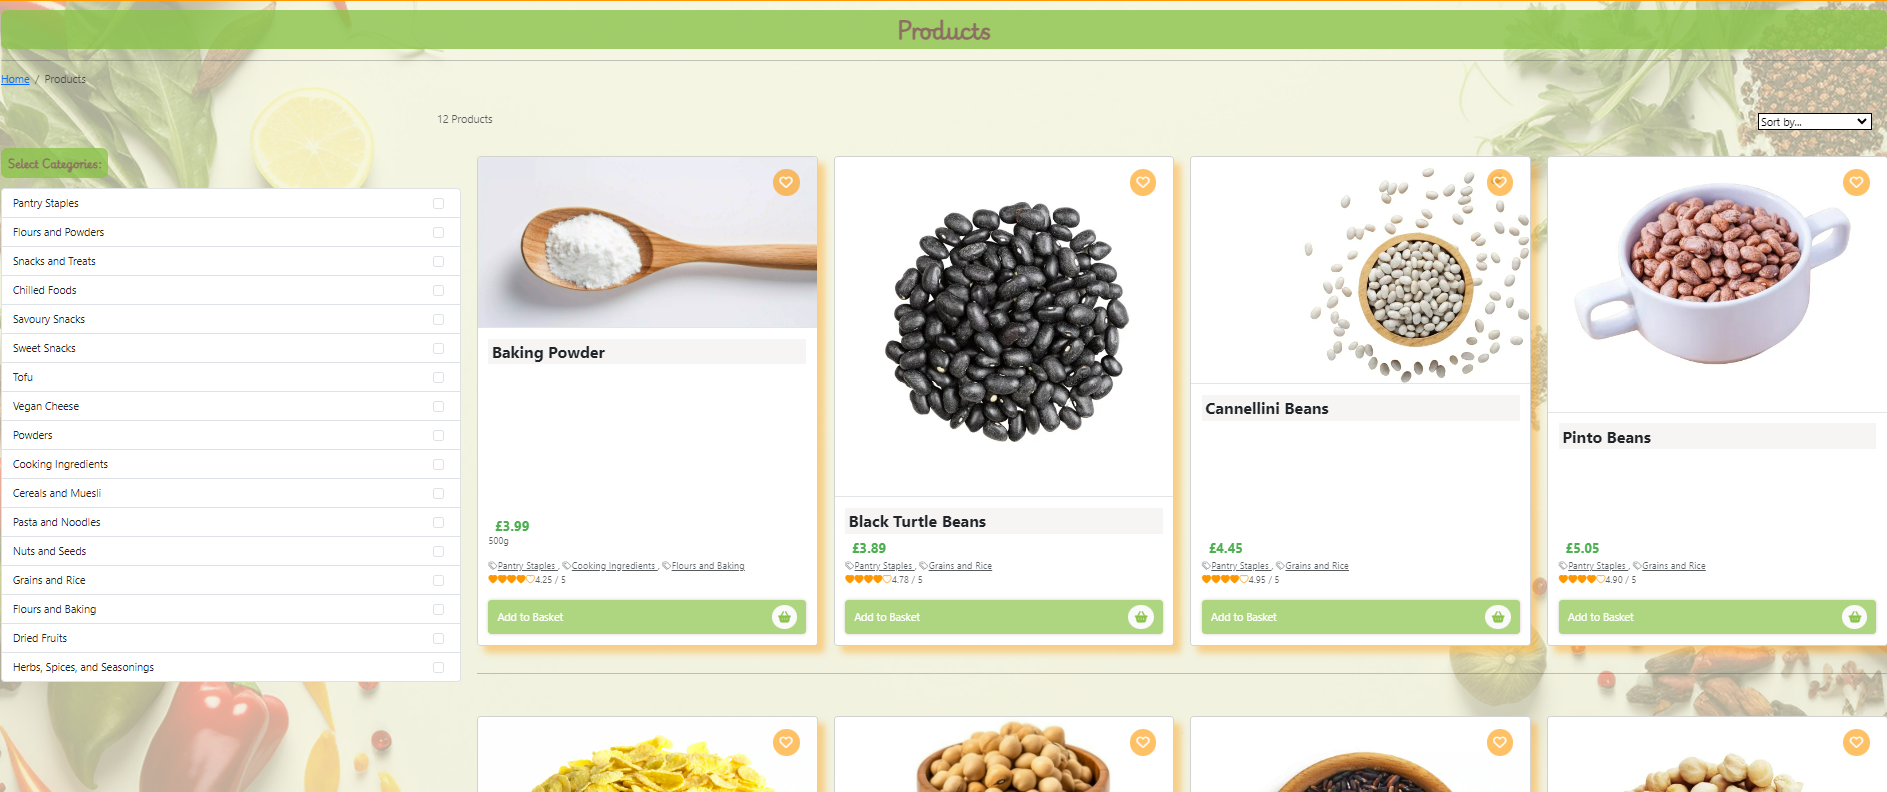 Products
Home / Products
12 Products
Sort by...
Select Categories:
Pantry Staples
Flours and Powders
Snacks and Treats
Chilled Foods
Savoury Snacks
Sweet Snacks
Tofu
Vegan Cheese
Powders
Cooking Ingredients
Cereals and Muesli
Pasta and Noodles
Nuts and Seeds
Grains and Rice
Flours and Baking
Dried Fruits
Herbs, Spices, and Seasonings
Baking Powder
£3.99
500g
Pantry Staples , Cooking Ingredients , Flours and Baking
4.25 / 5
Add to Basket
Black Turtle Beans
£3.89
Pantry Staples , Grains and Rice
4.78 / 5
Add to Basket
Cannellini Beans
£4.45
Pantry Staples , Grains and Rice
4.95 / 5
Add to Basket
Pinto Beans
£5.05
Pantry Staples , Grains and Rice
4.90 / 5
Add to Basket